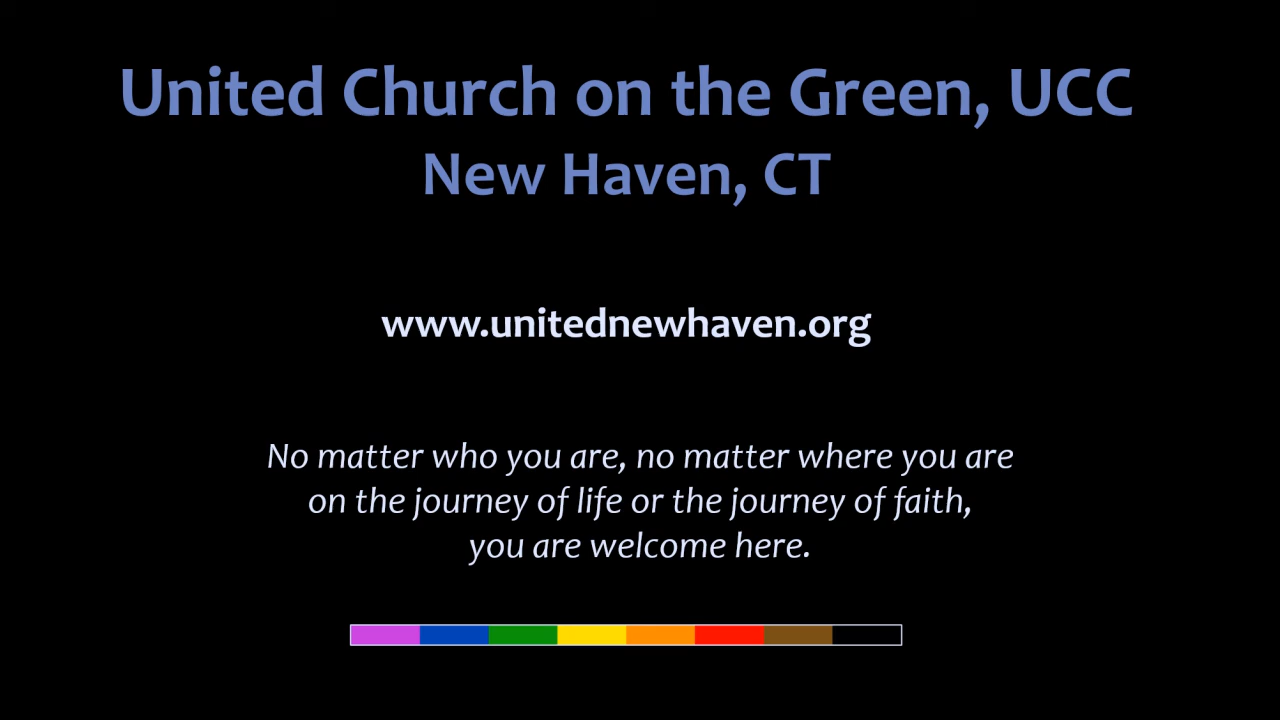 United Church on the Green, UCC
New Haven, CT
www.unitednewhaven.org
No matter who you are, no matter where you are
on the journey of life or the journey of faith,
you are welcome here.